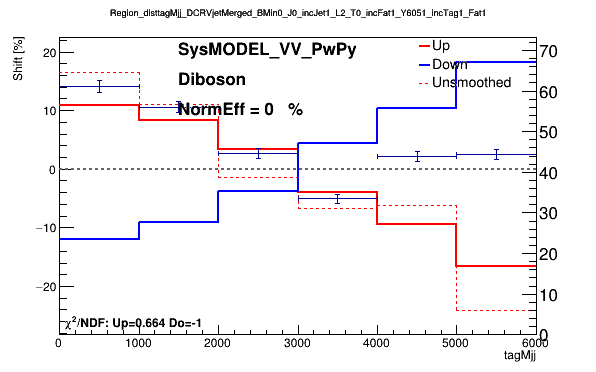 Region_disttagMjj_DCRVjetMerged_BMin0_J0_incJet1_L2_T0_incFat1_Y6051_incTag1_Fat1
Shift [%]
SysMODEL_VV_PwPy
Diboson
NormEff = 0 %
Up
Down
Unsmoothed
20
10
0
−10
−20
70
60
50
40
30
20
10
0
χ²/NDF: Up=0.664 Do=-1
0 1000 2000 3000 4000 5000 6000
tagMjj